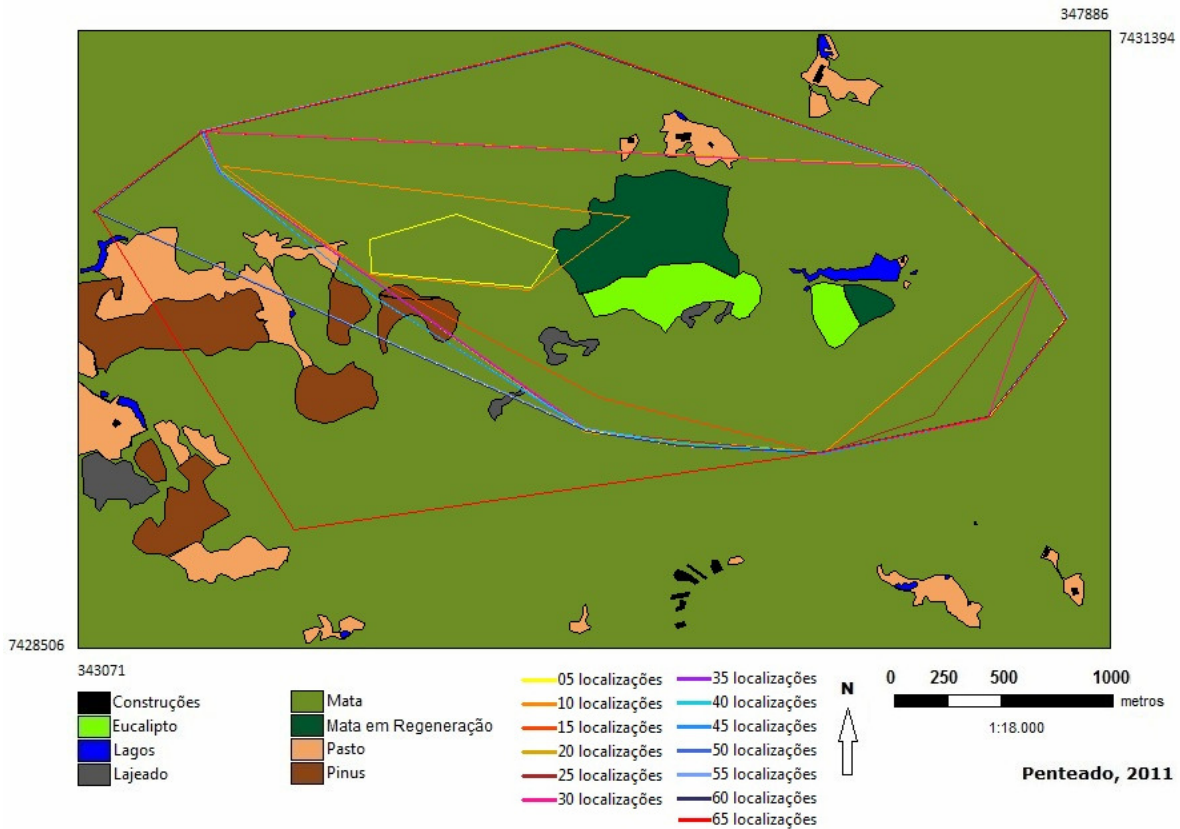 347886
7431394
7428506
343071
Construções
Eucalipto
Lagos
Lajeado
Mata
Mata em Regeneração
Pasto
Pinus
05 localizações
10 localizações
15 localizações
20 localizações
25 localizações
30 localizações
35 localizações
40 localizações
45 localizações
50 localizações
55 localizações
60 localizações
65 localizações
N
0 250 500 1000
metros
1:18.000
Penteado, 2011